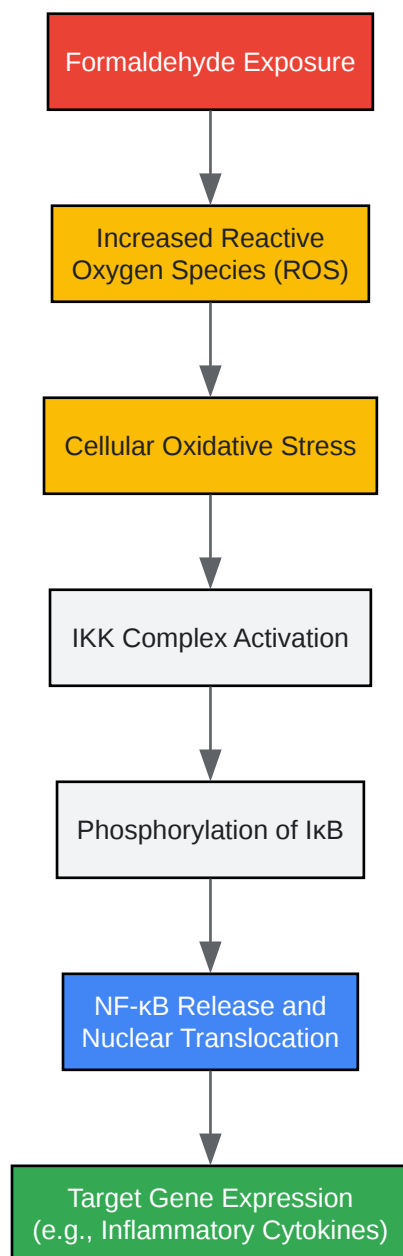 Formaldehyde Exposure
Increased Reactive
Oxygen Species (ROS)
Cellular Oxidative Stress
IKK Complex Activation
Phosphorylation of IκB
NF-κB Release and
Nuclear Translocation
Target Gene Expression
(e.g., Inflammatory Cytokines)